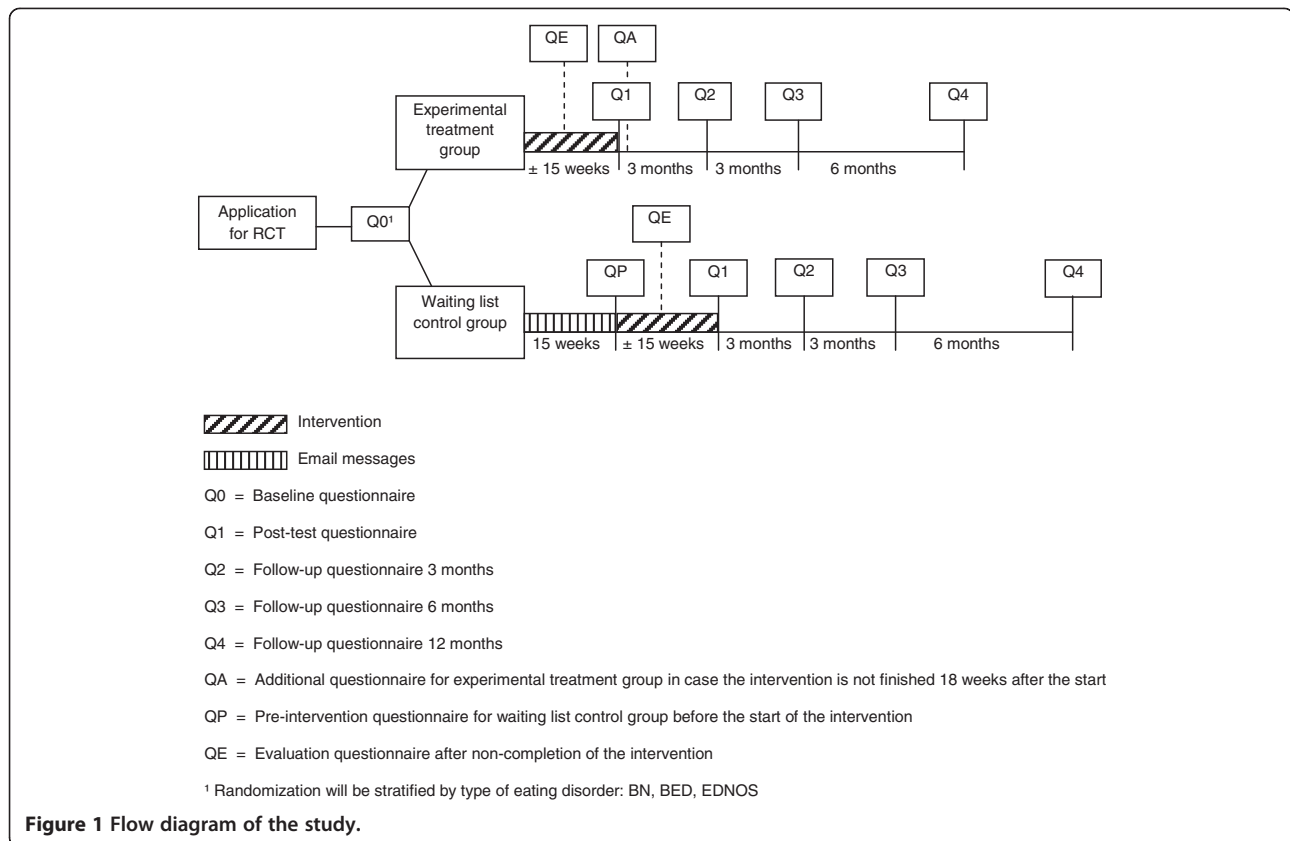 QE QA
Q1 Q2 Q3 Q4
Experimental
treatment
group
± 15 weeks 3 months 3 months 6 months
Application
for RCT
Q0¹
QE
QP Q1 Q2 Q3 Q4
Waiting list
control group
15 weeks ± 15 weeks 3 months 3 months 6 months
Intervention
Email messages
Q0 = Baseline questionnaire
Q1 = Post-test questionnaire
Q2 = Follow-up questionnaire 3 months
Q3 = Follow-up questionnaire 6 months
Q4 = Follow-up questionnaire 12 months
QA = Additional questionnaire for experimental treatment group in case the intervention is not finished 18 weeks after the start
QP = Pre-intervention questionnaire for waiting list control group before the start of the intervention
QE = Evaluation questionnaire after non-completion of the intervention
¹ Randomization will be stratified by type of eating disorder: BN, BED, EDNOS
Figure 1 Flow diagram of the study.